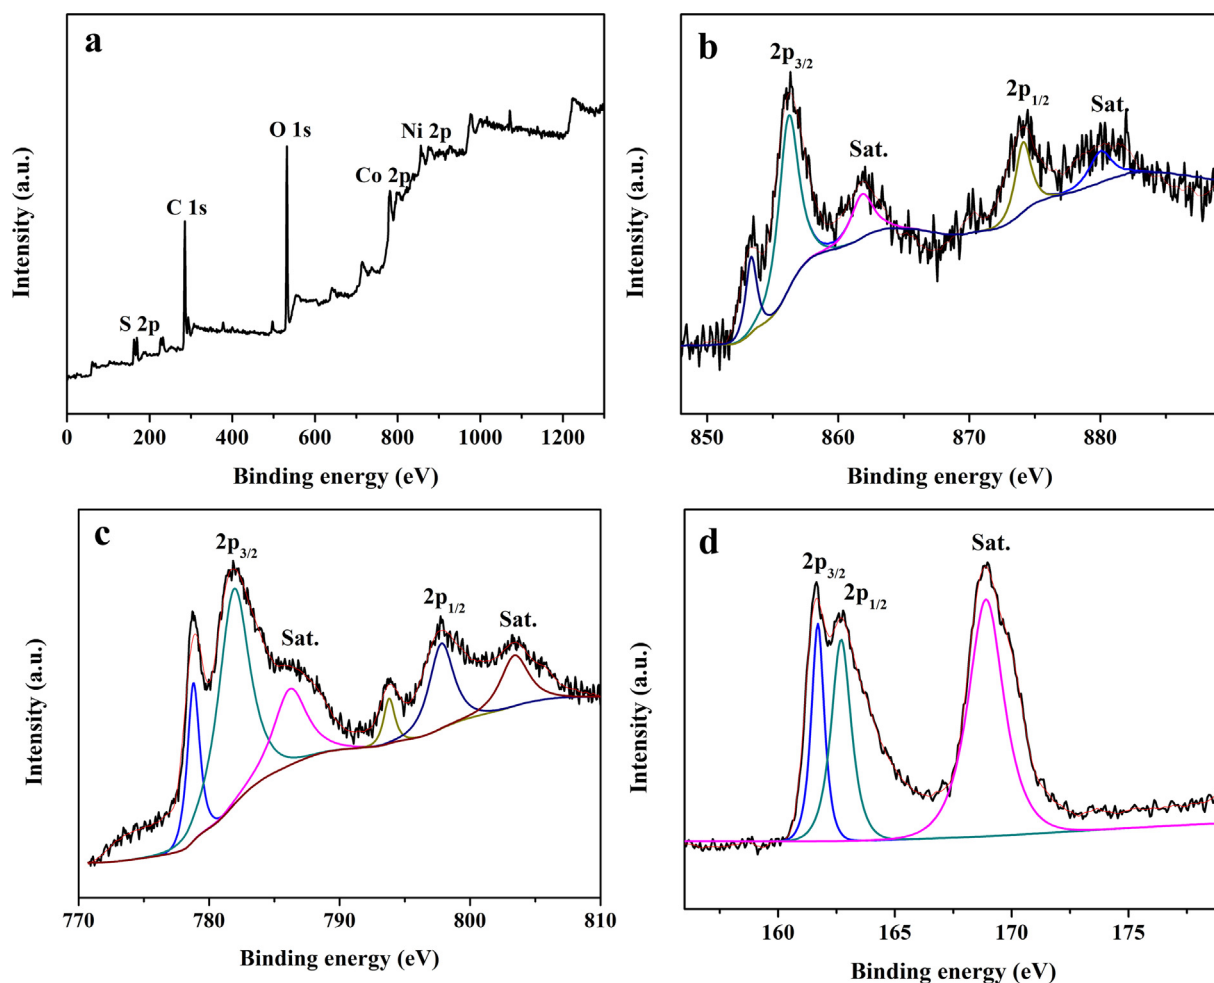 a
O 1s
Ni 2p
Co 2p
C 1s
S 2p
Intensity (a.u.)
0 200 400 600 800 1000 1200
Binding energy (eV)
b
2p3/2
2p1/2
Sat.
Sat.
Intensity (a.u.)
850 860 870 880
Binding energy (eV)
c
2p3/2
Sat.
2p1/2
Sat.
Intensity (a.u.)
770 780 790 800 810
Binding energy (eV)
d
Sat.
2p3/2
2p1/2
Intensity (a.u.)
160 165 170 175
Binding energy (eV)